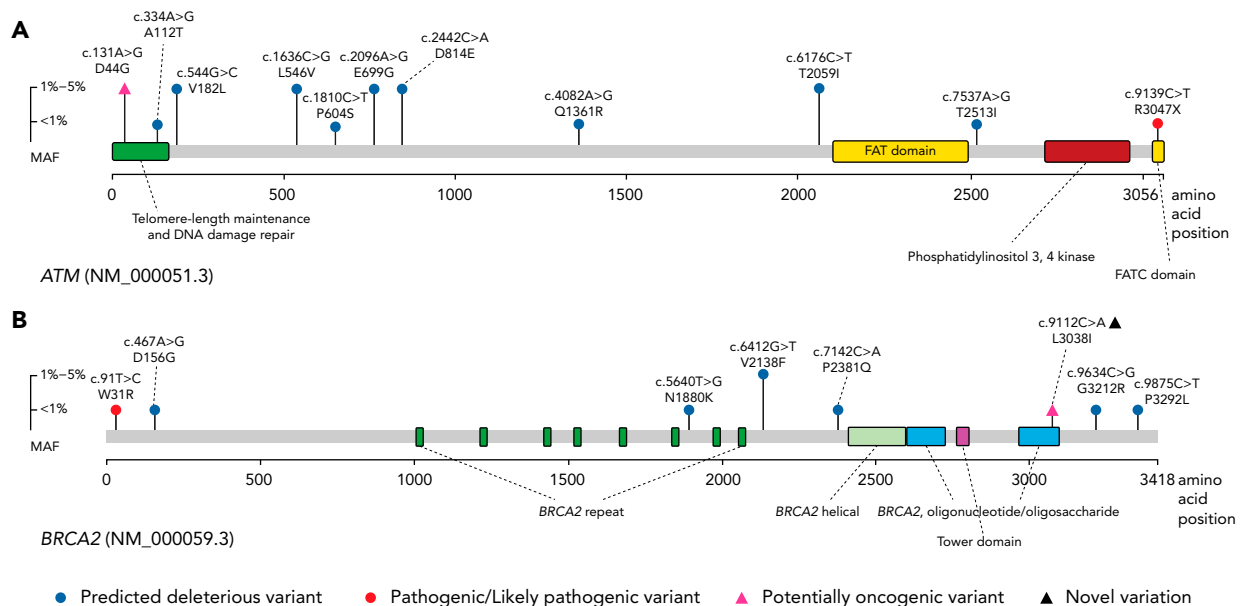 A
c.334A>G
A112T
c.131A>G
D44G
c.544G>C
V182L
c.1636C>G
L546V
c.1810C>T
P604S
c.2096A>G
E699G
c.2442C>A
D814E
c.4082A>G
Q1361R
c.6176C>T
T2059I
c.7537A>G
T2513I
c.9139C>T
R3047X
1%–5%
<1%
MAF
FAT domain
0 500 1000 1500 2000 2500 3056 amino
acid
position
Telomere-length maintenance
and DNA damage repair
Phosphatidylinositol 3, 4 kinase
FATC domain
ATM (NM_000051.3)
B
c.91T>C
W31R
c.467A>G
D156G
c.5640T>G
N1880K
c.6412G>T
V2138F
c.7142C>A
P2381Q
c.9112C>A
L3038I
c.9634C>G
G3212R
c.9875C>T
P3292L
1%–5%
<1%
MAF
0 500 1000 1500 2000 2500 3000 3418 amino
acid
position
BRCA2 repeat
BRCA2 helical
BRCA2, oligonucleotide/oligosaccharide
Tower domain
BRCA2 (NM_000059.3)
Predicted deleterious variant
Pathogenic/Likely pathogenic variant
Potentially oncogenic variant
Novel variation